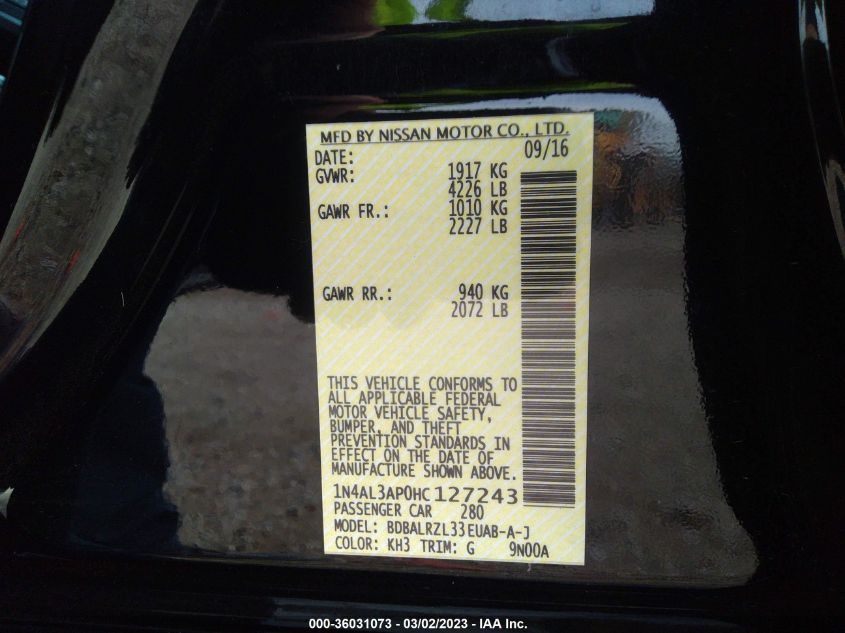 MFD BY NISSAN MOTOR CO., LTD.
DATE: 09/16
GVWR: 1917 KG
4226 LB
GAWR FR.: 1010 KG
2227 LB
GAWR RR.: 940 KG
2072 LB
THIS VEHICLE CONFORMS TO
ALL APPLICABLE FEDERAL
MOTOR VEHICLE SAFETY,
BUMPER, AND THEFT
PREVENTION STANDARDS IN
EFFECT ON THE DATE OF
MANUFACTURE SHOWN ABOVE.
1N4AL3AP0HC127243
PASSENGER CAR 280
MODEL: BDBALRZL33EUAB-A-J
COLOR: KH3 TRIM: G 9N00A
000-36031073 - 03/02/2023 - IAA Inc.